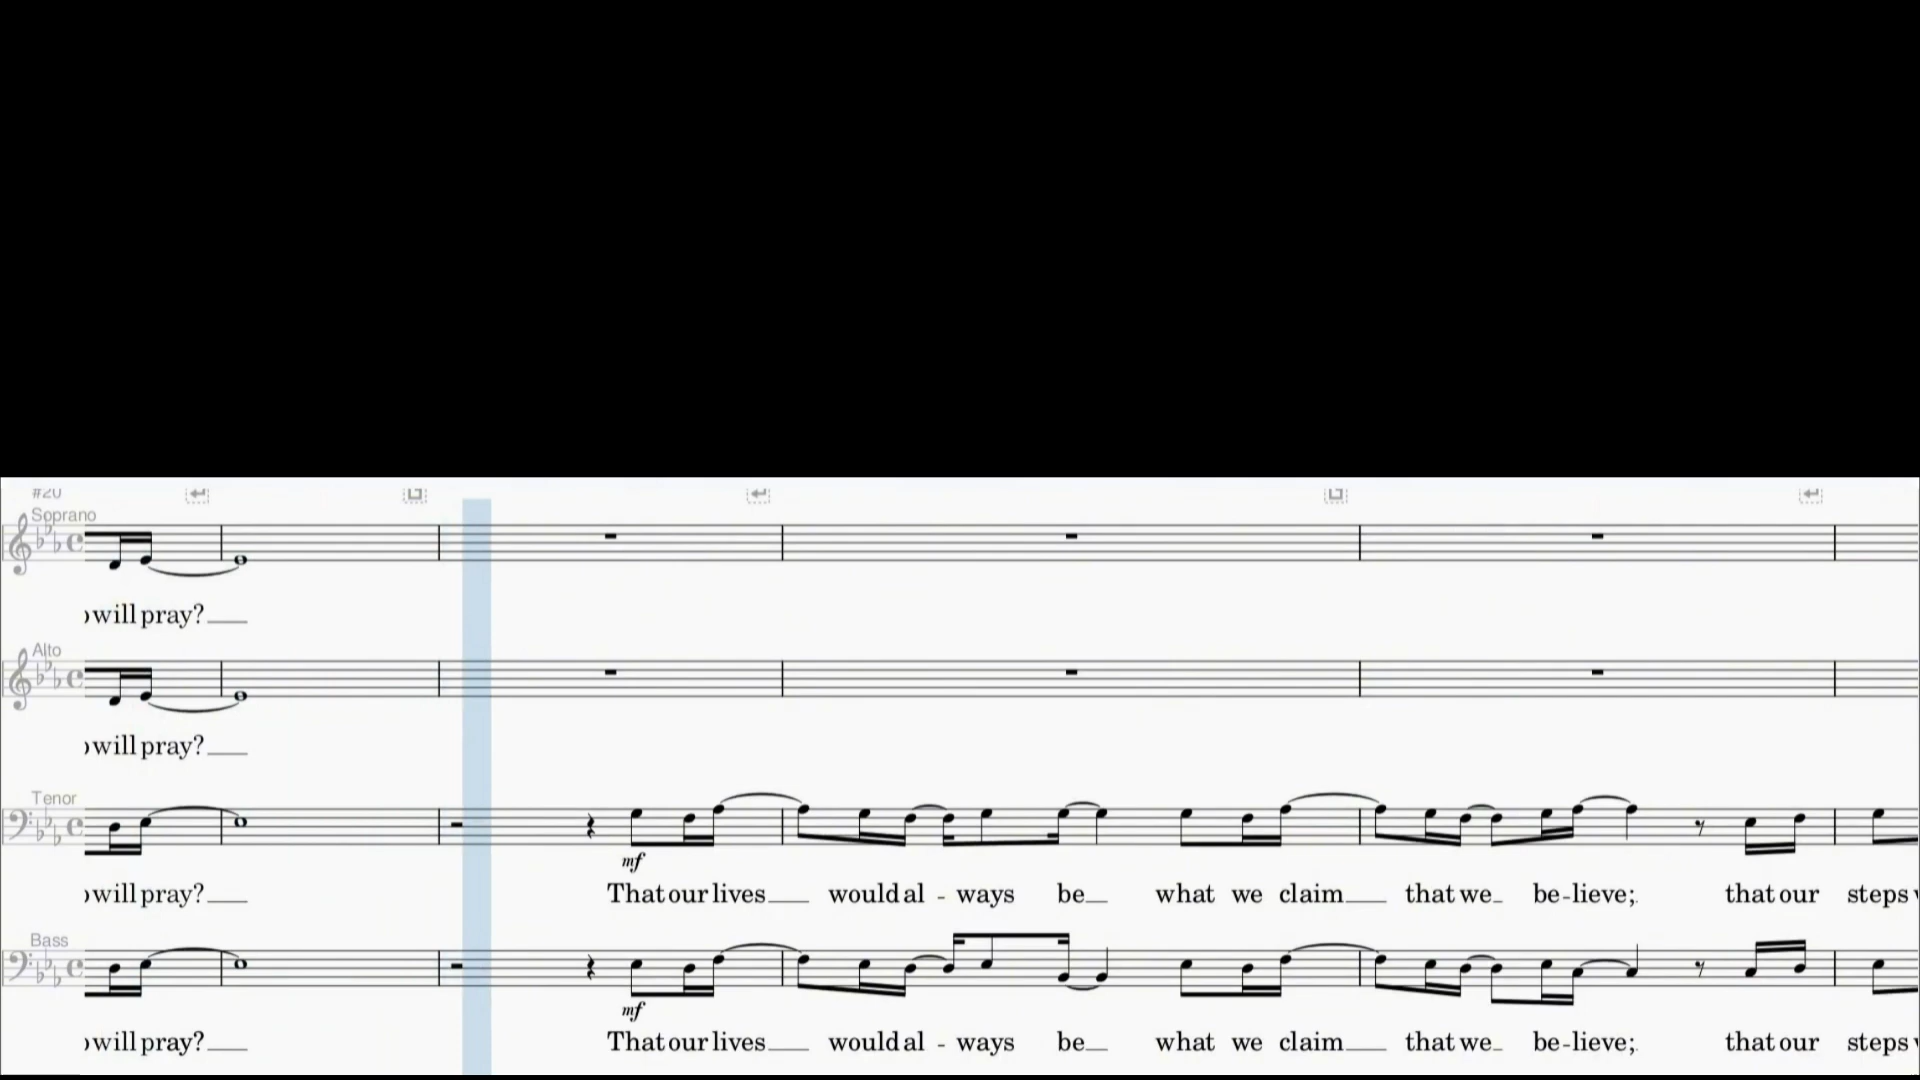 #20
Soprano
will pray?
Alto
will pray?
Tenor
mf
will pray? That our lives would al - ways be what we claim that we be-lieve; that our steps
Bass
mf
will pray? That our lives would al - ways be what we claim that we be-lieve; that our steps